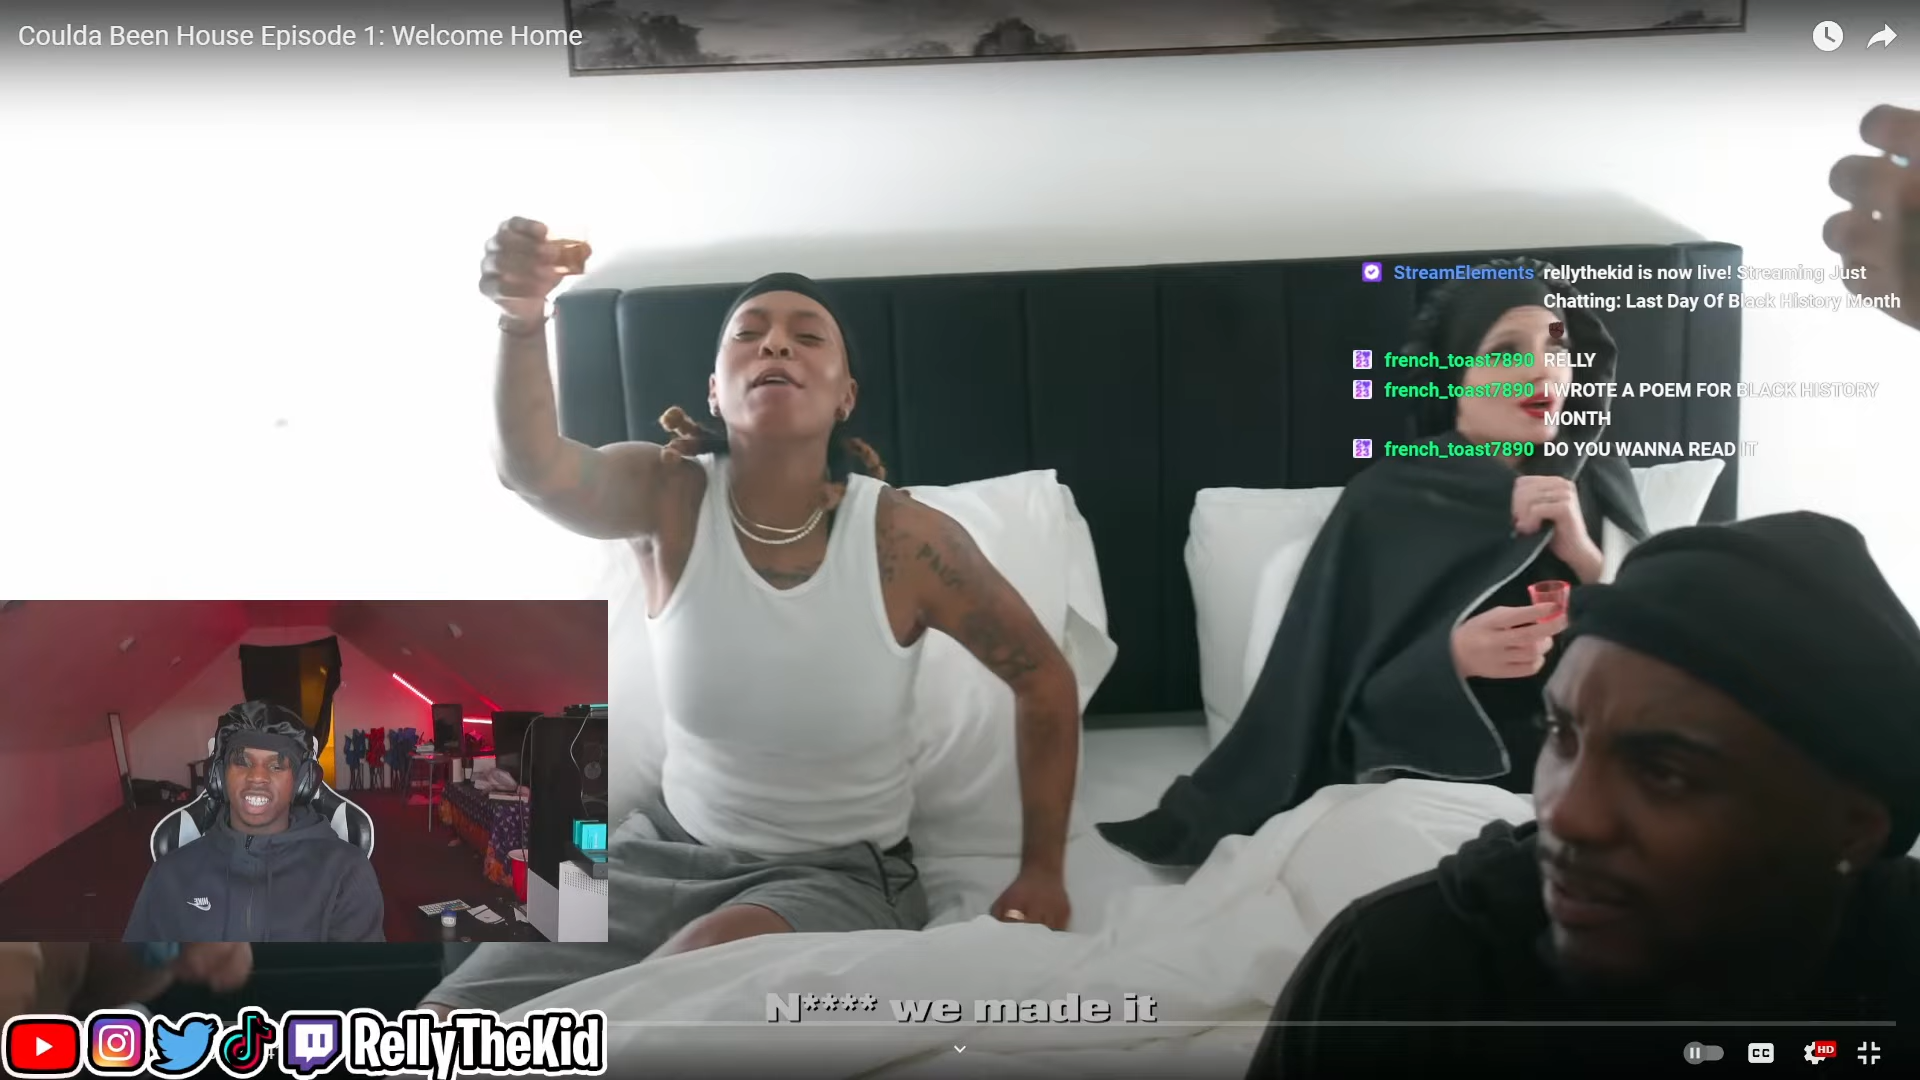 Coulda Been House Episode 1: Welcome Home
StreamElements rellythekid is now live! Streaming Just
Chatting: Last Day Of Black History Month
french_toast7890 RELLY
french_toast7890 I WROTE A POEM FOR BLACK HISTORY
MONTH
french_toast7890 DO YOU WANNA READ IT
NIKE
N**** we made it
RellyTheKid
CC
HD